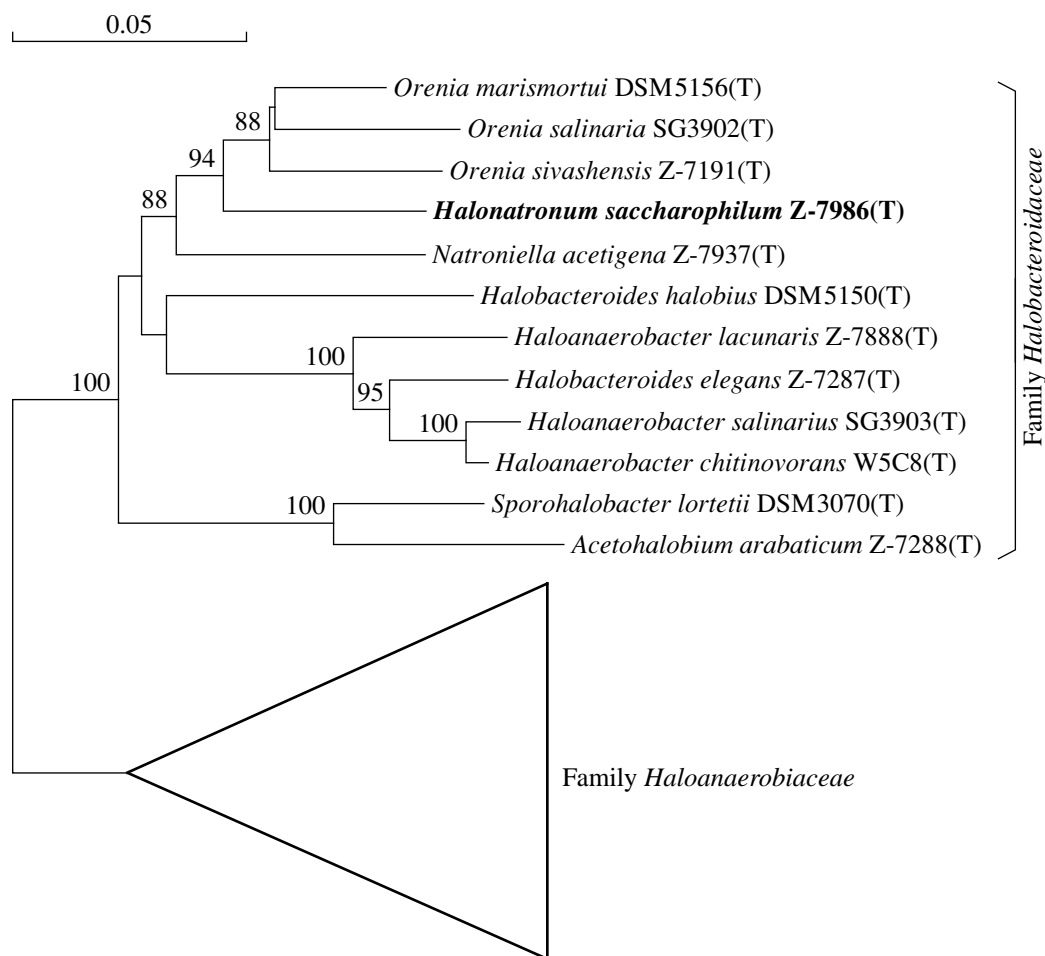 0.05
Orenia marismortui DSM5156(T)
88
Orenia salinaria SG3902(T)
94
Orenia sivashensis Z-7191(T)
88
Halonatronum saccharophilum Z-7986(T)
Natroniella acetigena Z-7937(T)
Halobacteroides halobius DSM5150(T)
Haloanaerobacter lacunaris Z-7888(T)
100
100
Halobacteroides elegans Z-7287(T)
95
Haloanaerobacter salinarius SG3903(T)
100
Haloanaerobacter chitinovorans W5C8(T)
Sporohalobacter lortetii DSM3070(T)
100
Acetohalobium arabaticum Z-7288(T)
Family Halobacteroidaceae
Family Haloanaerobiaceae